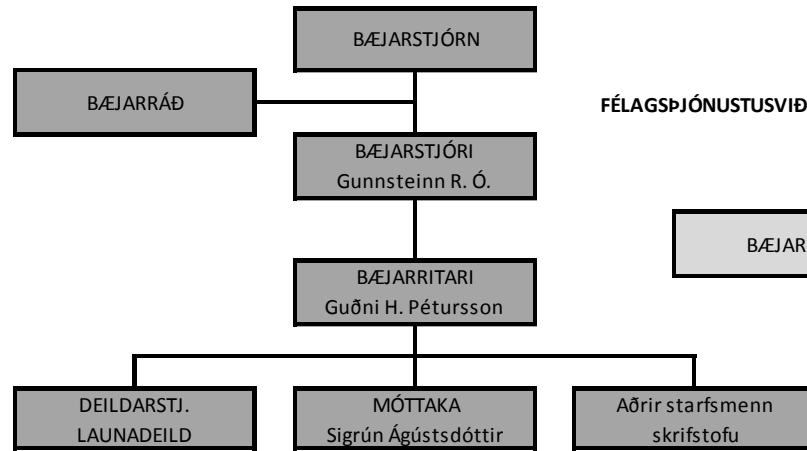 BÆJARSTJÓRN
BÆJARRÁÐ
FÉLAGSÞJÓNUSTUSVIÐ
BÆJARSTJÓRI
Gunnsteinn R. Ó.
BÆJAR
BÆJARRITARI
Guðni H. Pétursson
DEILDARSTJ.
LAUNADEILD
MÓTTAKA
Sigrún Ágústsdóttir
Aðrir starfsmenn
skrifstofu